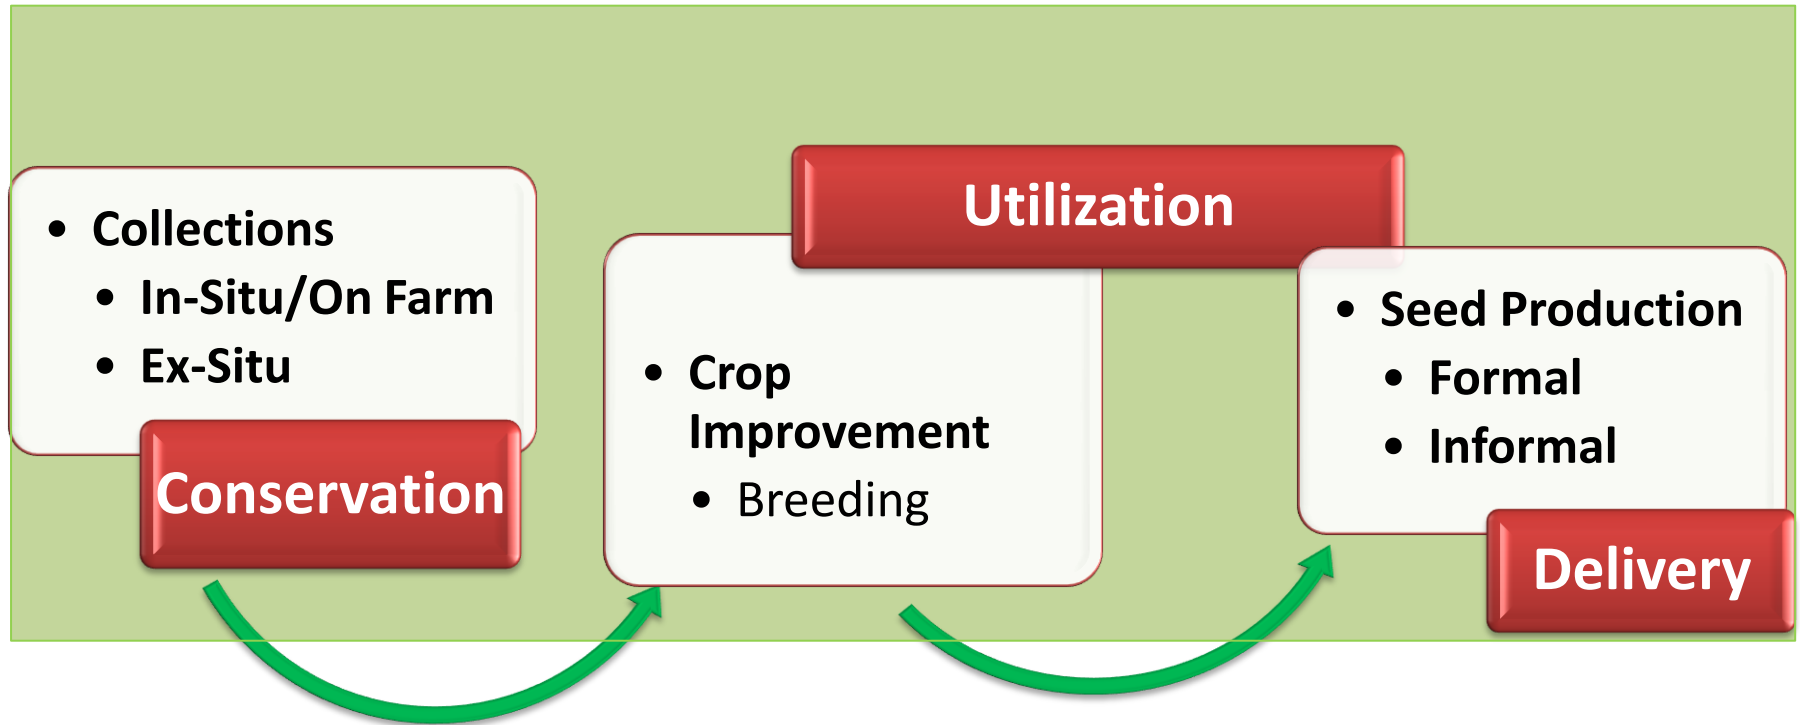 • Collections
• In-Situ/On Farm
• Ex-Situ
Conservation
Utilization
• Crop
Improvement
• Breeding
• Seed Production
• Formal
• Informal
Delivery